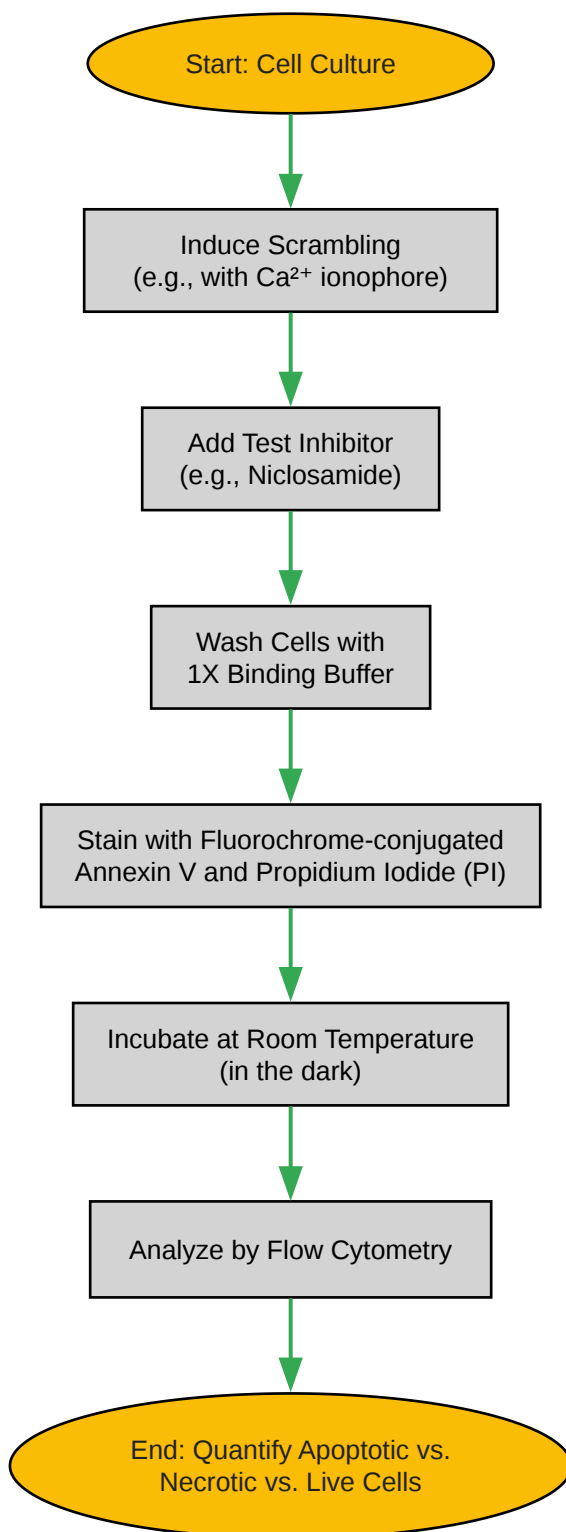 Start: Cell Culture
Induce Scrambling
(e.g., with Ca²⁺ ionophore)
Add Test Inhibitor
(e.g., Niclosamide)
Wash Cells with
1X Binding Buffer
Stain with Fluorochrome-conjugated
Annexin V and Propidium Iodide (PI)
Incubate at Room Temperature
(in the dark)
Analyze by Flow Cytometry
End: Quantify Apoptotic vs.
Necrotic vs. Live Cells